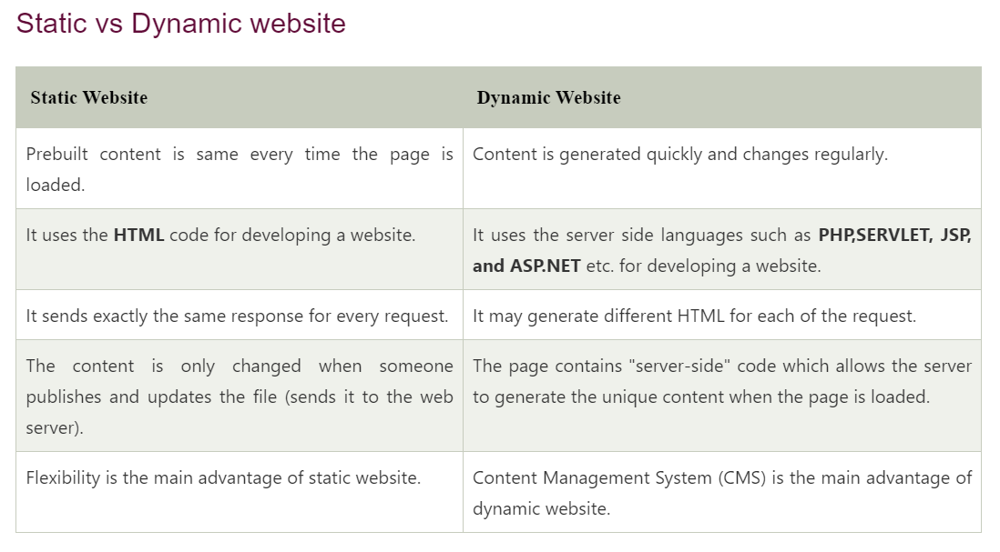 Static vs Dynamic website
Static Website
Dynamic Website
Prebuilt content is same every time the page is
loaded.
Content is generated quickly and changes regularly.
It uses the HTML code for developing a website.
It uses the server side languages such as PHP,SERVLET, JSP,
and ASP.NET etc. for developing a website.
It sends exactly the same response for every request.
It may generate different HTML for each of the request.
The content is only changed when someone
publishes and updates the file (sends it to the web
server).
The page contains "server-side" code which allows the server
to generate the unique content when the page is loaded.
Flexibility is the main advantage of static website.
Content Management System (CMS) is the main advantage of
dynamic website.